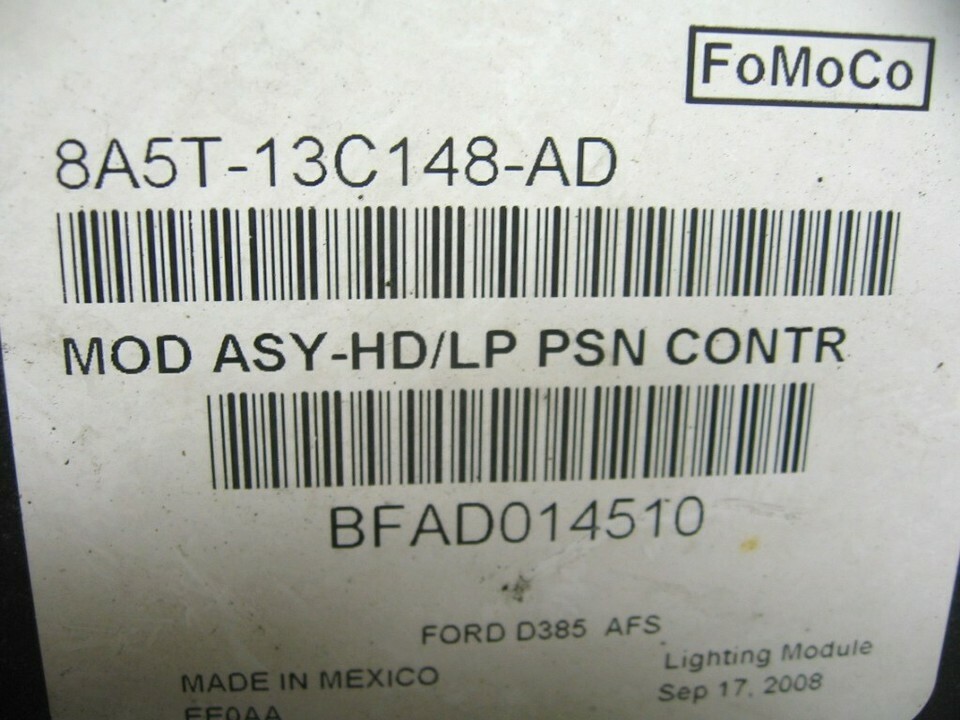 FoMoCo
8A5T-13C148-AD
MOD ASY-HD/LP PSN CONTR
BFAD014510
FORD D385 AFS
Lighting Module
MADE IN MEXICO
Sep 17, 2008